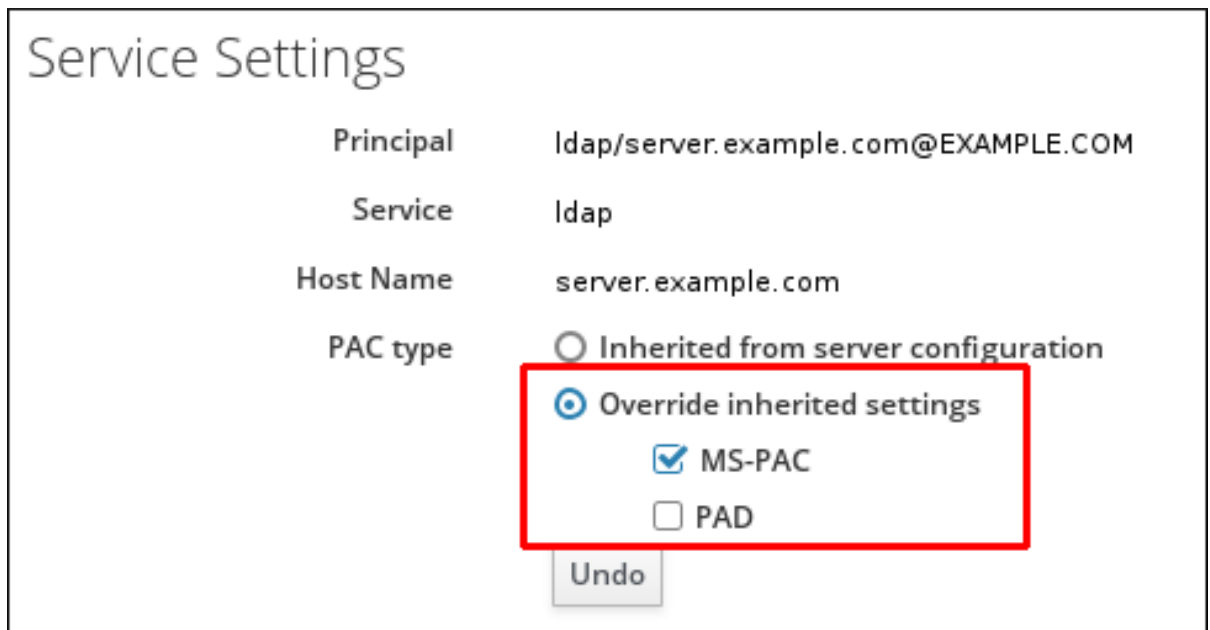 Service Settings
Principal ldap/server.example.com@EXAMPLE.COM
Service ldap
Host Name server.example.com
PAC type Inherited from server configuration
Override inherited settings
MS-PAC
PAD
Undo